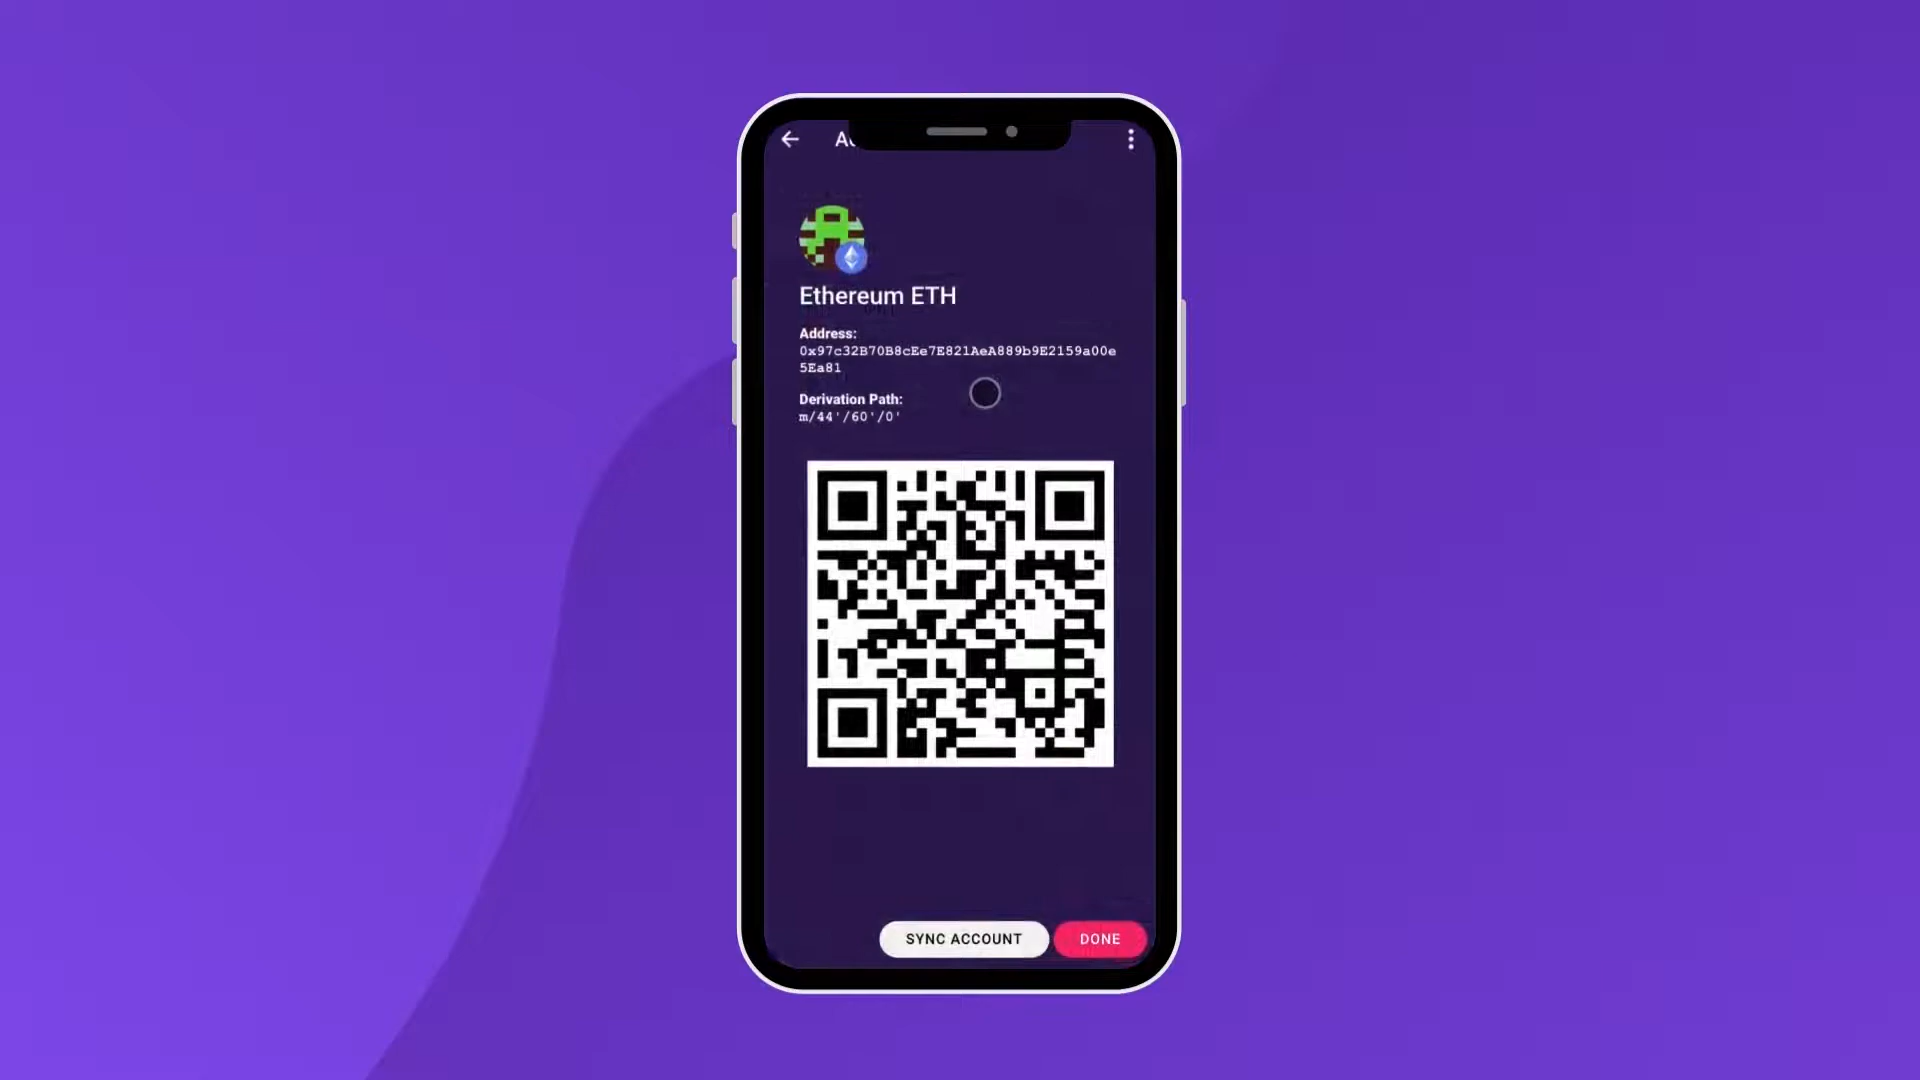 Ethereum ETH
Address:
0x97c32B70B8cEe7E821AeA889b9E2159a00e
5Ea81
Derivation Path:
m/44'/60'/0'
SYNC ACCOUNT
DONE